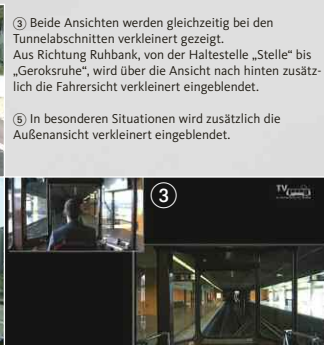 ③ Beide Ansichten werden gleichzeitig bei den
Tunnelabschnitten verkleinert gezeigt.
Aus Richtung Ruhbank, von der Haltestelle „Stelle“ bis
„Geroksruhe“, wird über die Ansicht nach hinten zusätz-
lich die Fahrersicht verkleinert eingeblendet.
⑤ In besonderen Situationen wird zusätzlich die
Außenansicht verkleinert eingeblendet.
③
TV